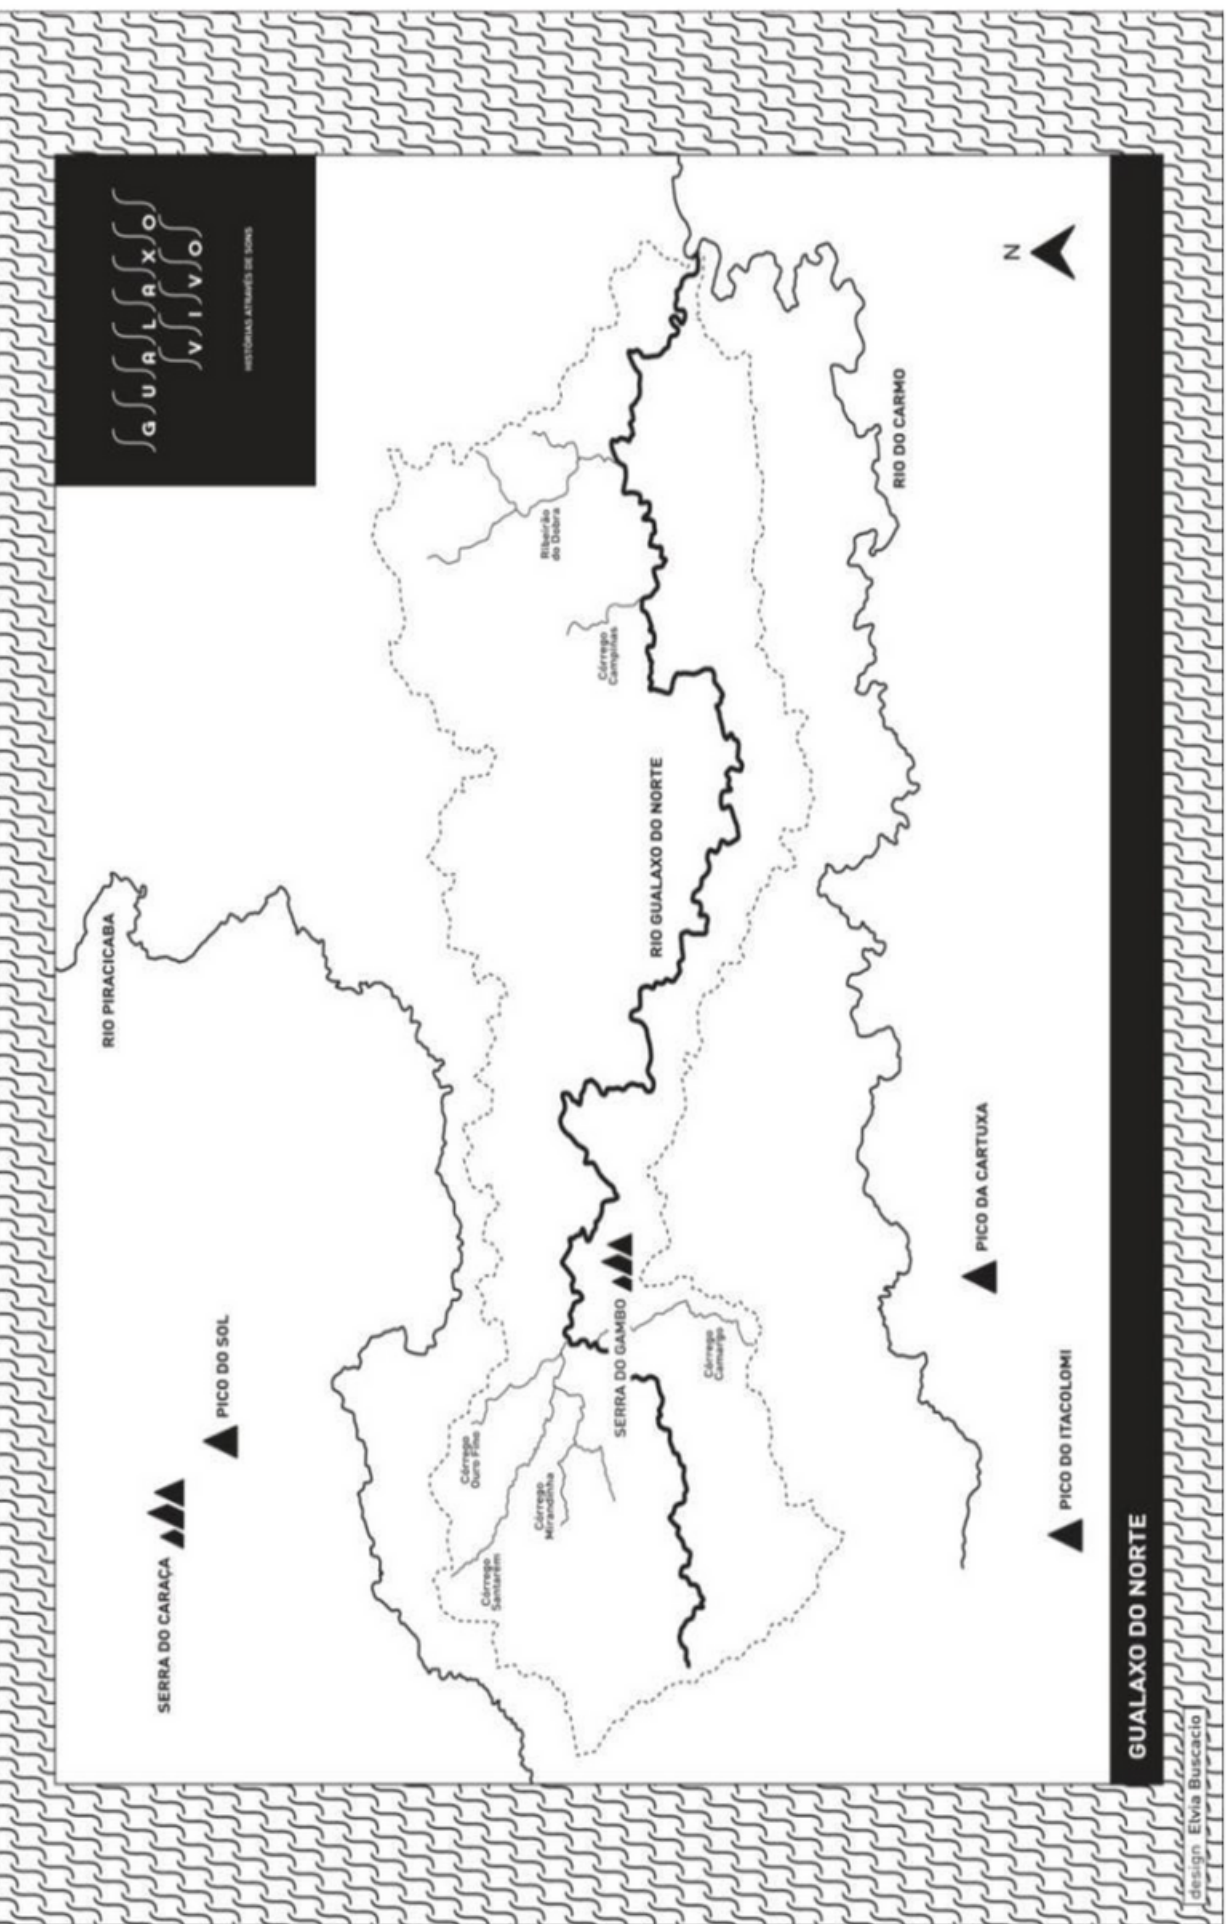 GUALAXO
VIVO
HISTÓRIAS ATRAVÉS DE SONS
RIO PIRACICABA
SERRA DO CARAÇA
PICO DO SOL
Ribeirão
do Dobra
Córrego
Campinas
RIO GUALAXO DO NORTE
Córrego
Ouro Fino
Córrego
Santarém
Córrego
Mirandinha
SERRA DO GAMBO
Córrego
Camargo
RIO DO CARMO
PICO DA CARTUXA
PICO DO ITACOLOMI
N
GUALAXO DO NORTE
design Elvia Buscacio